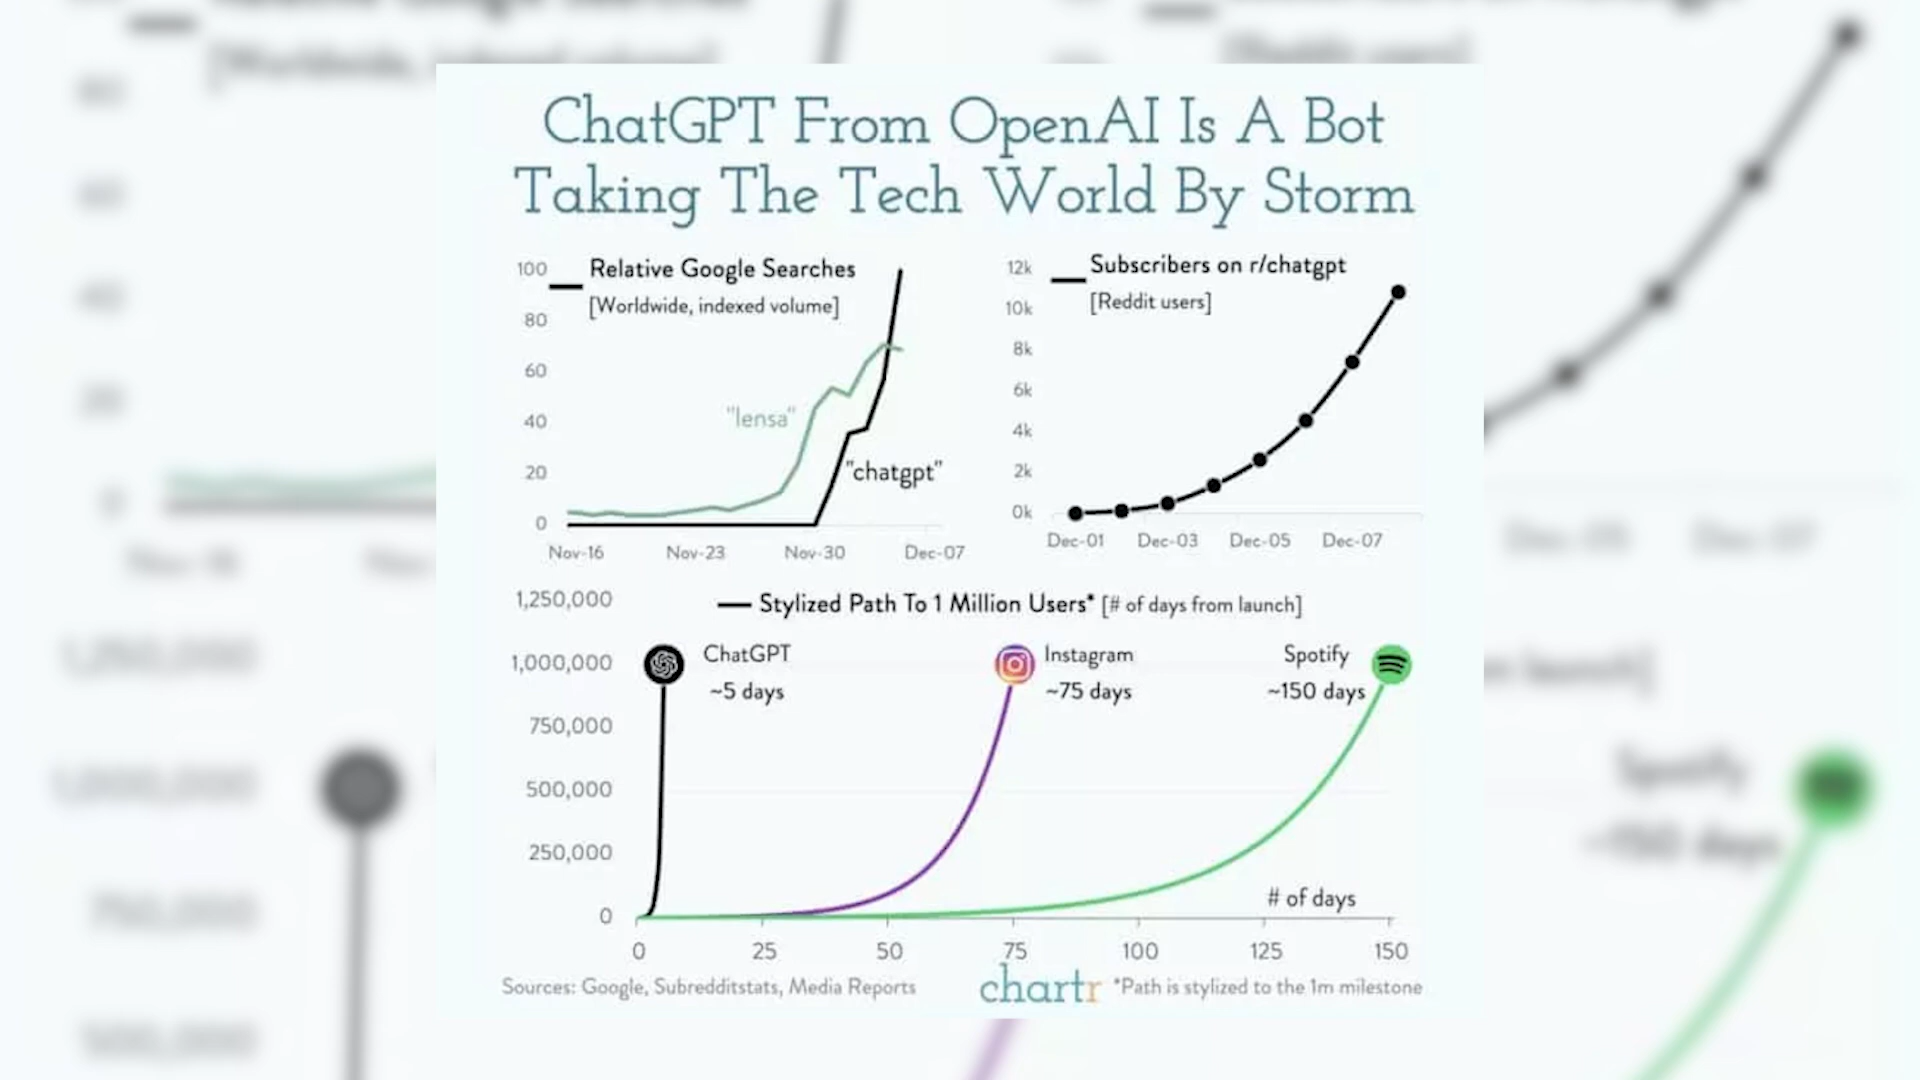 ChatGPT From OpenAI Is A Bot
Taking The Tech World By Storm
Relative Google Searches
[Worldwide, indexed volume]
100
80
60
40
20
0
"lensa"
"chatgpt"
Nov-16 Nov-23 Nov-30 Dec-07
Subscribers on r/chatgpt
[Reddit users]
12k
10k
8k
6k
4k
2k
0k
Dec-01 Dec-03 Dec-05 Dec-07
Stylized Path To 1 Million Users* [# of days from launch]
1,250,000
1,000,000
750,000
500,000
250,000
0
ChatGPT
~5 days
Instagram
~75 days
Spotify
~150 days
# of days
0 25 50 75 100 125 150
Sources: Google, Subredditstats, Media Reports
chartr
*Path is stylized to the 1m milestone